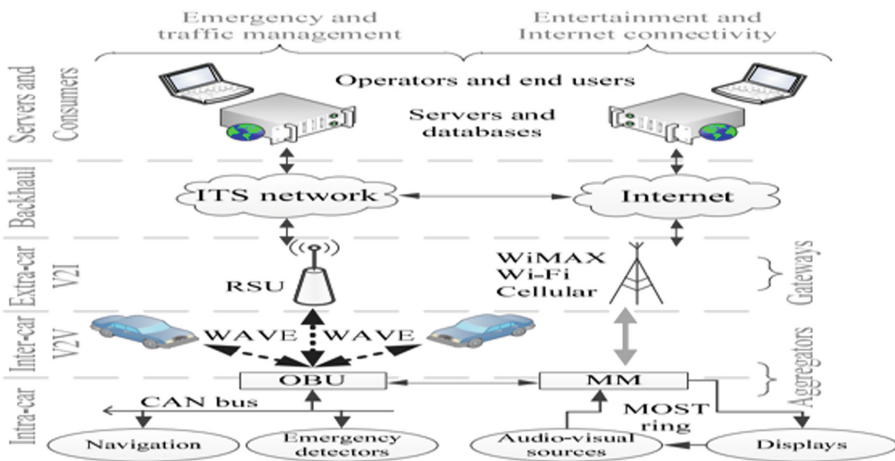 Emergency and
traffic management
Entertainment and
Internet connectivity
Servers and
Consumers
Operators and end users
Servers and
databases
Backhaul
ITS network
Internet
Extra-car
V2I
RSU
WiMAX
Wi-Fi
Cellular
Gateways
Inter-car
V2V
WAVE
WAVE
Aggregators
OBU
MM
Intra-car
CAN bus
MOST
ring
Navigation
Emergency
detectors
Audio-visual
sources
Displays